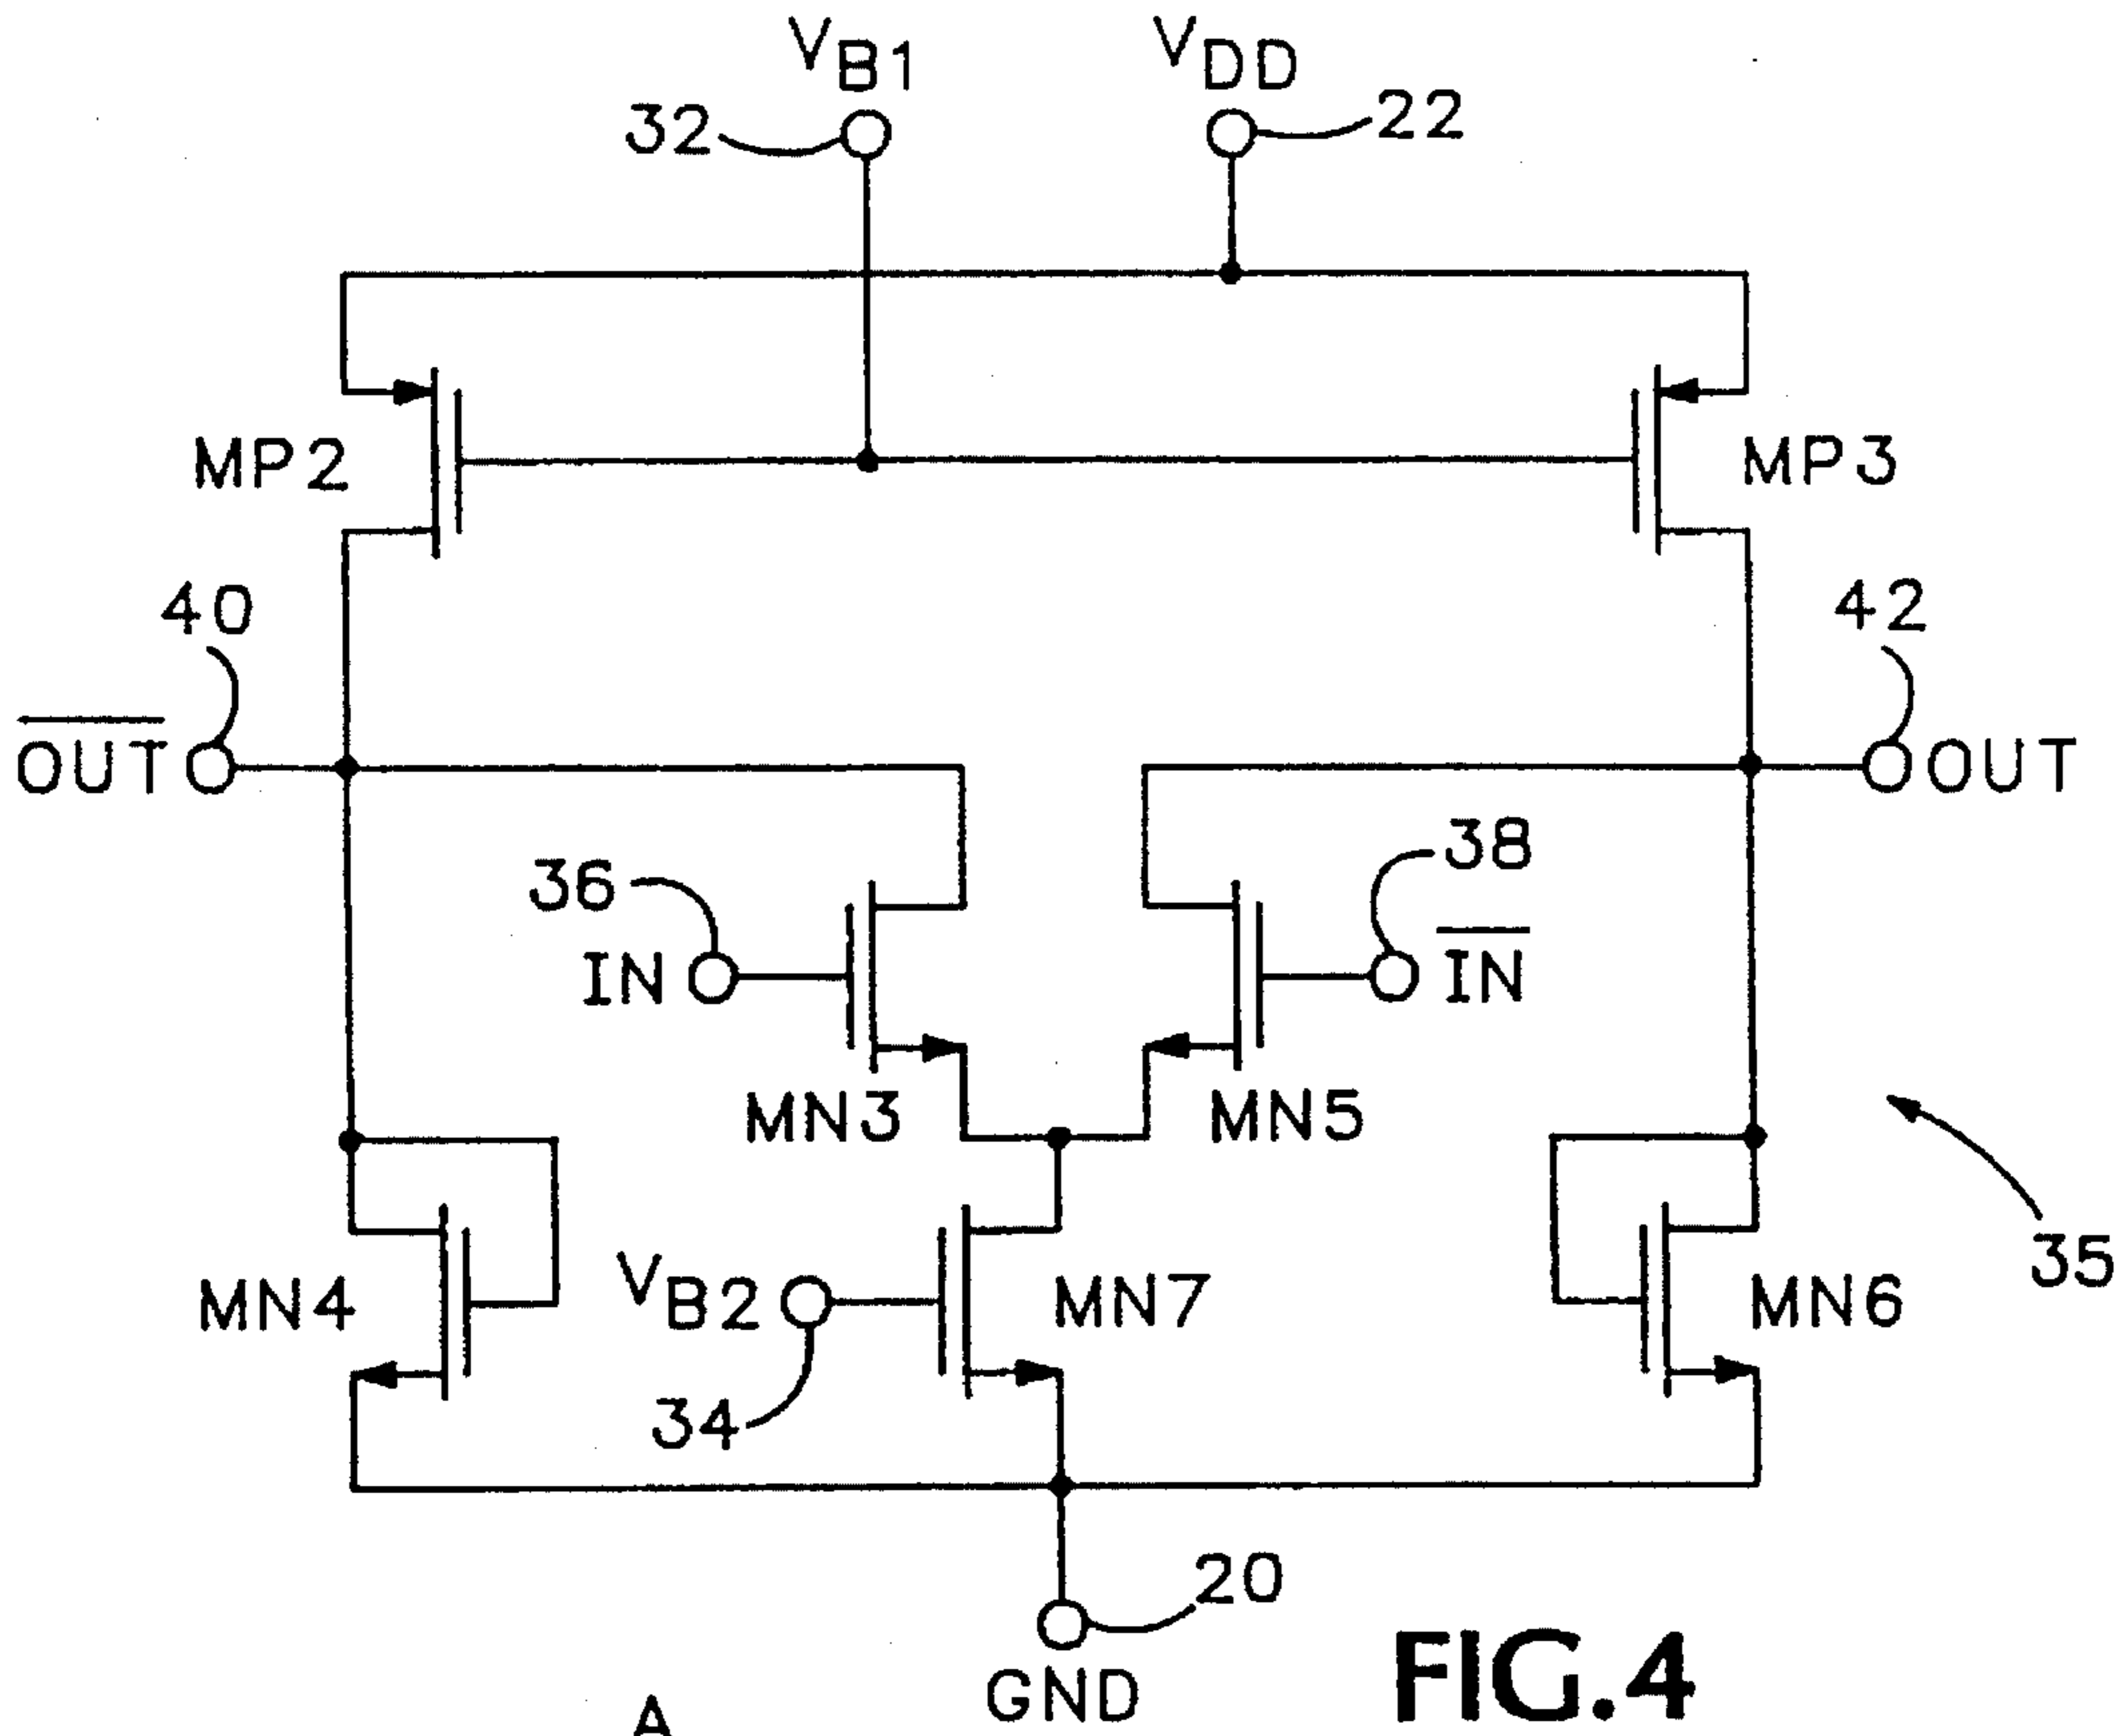 VB1
VDD
32
22
MP2
MP3
40
42
OUT
OUT
36
38
IN
IN
MN3
MN5
MN4
VB2
MN7
MN6
35
34
20
GND
FIG.4
A